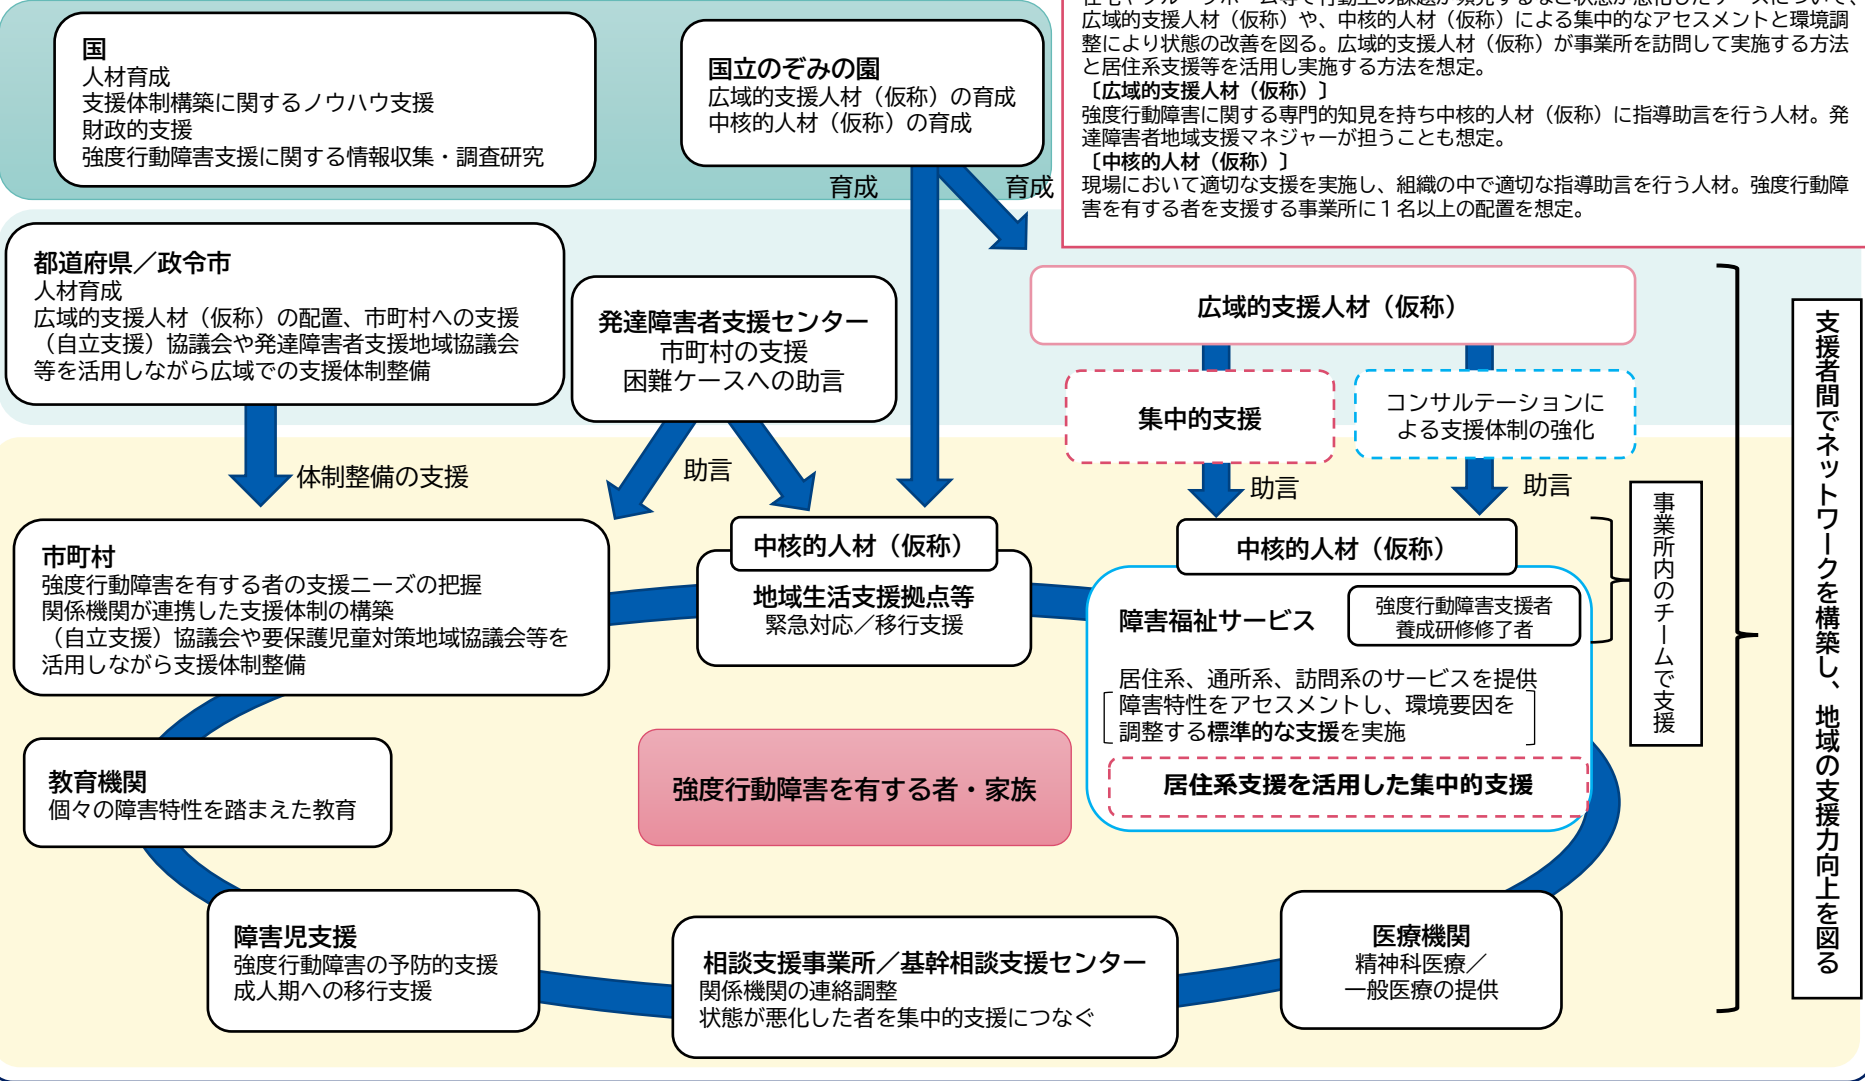 国
人材育成
支援体制構築に関するノウハウ支援
財政的支援
強度行動障害支援に関する情報収集・調査研究
国立のぞみの園
広域的支援人材（仮称）の育成
中核的人材（仮称）の育成
広域的支援人材（仮称）や、中核的人材（仮称）による集中的なアセスメントと環境調
整により状態の改善を図る。広域的支援人材（仮称）が事業所を訪問して実施する方法
と居住系支援等を活用し実施する方法を想定。
〔広域的支援人材（仮称）〕
強度行動障害に関する専門的知見を持ち中核的人材（仮称）に指導助言を行う人材。発
達障害者地域支援マネジャーが担うことも想定。
〔中核的人材（仮称）〕
現場において適切な支援を実施し、組織の中で適切な指導助言を行う人材。強度行動障
害を有する者を支援する事業所に１名以上の配置を想定。
育成
育成
都道府県／政令市
人材育成
広域的支援人材（仮称）の配置、市町村への支援
（自立支援）協議会や発達障害者支援地域協議会
等を活用しながら広域での支援体制整備
発達障害者支援センター
市町村の支援
困難ケースへの助言
広域的支援人材（仮称）
集中的支援
コンサルテーションに
よる支援体制の強化
体制整備の支援
助言
助言
助言
市町村
強度行動障害を有する者の支援ニーズの把握
関係機関が連携した支援体制の構築
（自立支援）協議会や要保護児童対策地域協議会等を
活用しながら支援体制整備
中核的人材（仮称）
地域生活支援拠点等
緊急対応／移行支援
中核的人材（仮称）
障害福祉サービス
強度行動障害支援者
養成研修修了者
居住系、通所系、訪問系のサービスを提供
障害特性をアセスメントし、環境要因を
調整する標準的な支援を実施
居住系支援を活用した集中的支援
事業所内のチームで支援
支援者間でネットワークを構築し、地域の支援力向上を図る
教育機関
個々の障害特性を踏まえた教育
強度行動障害を有する者・家族
障害児支援
強度行動障害の予防的支援
成人期への移行支援
相談支援事業所／基幹相談支援センター
関係機関の連絡調整
状態が悪化した者を集中的支援につなぐ
医療機関
精神科医療／
一般医療の提供